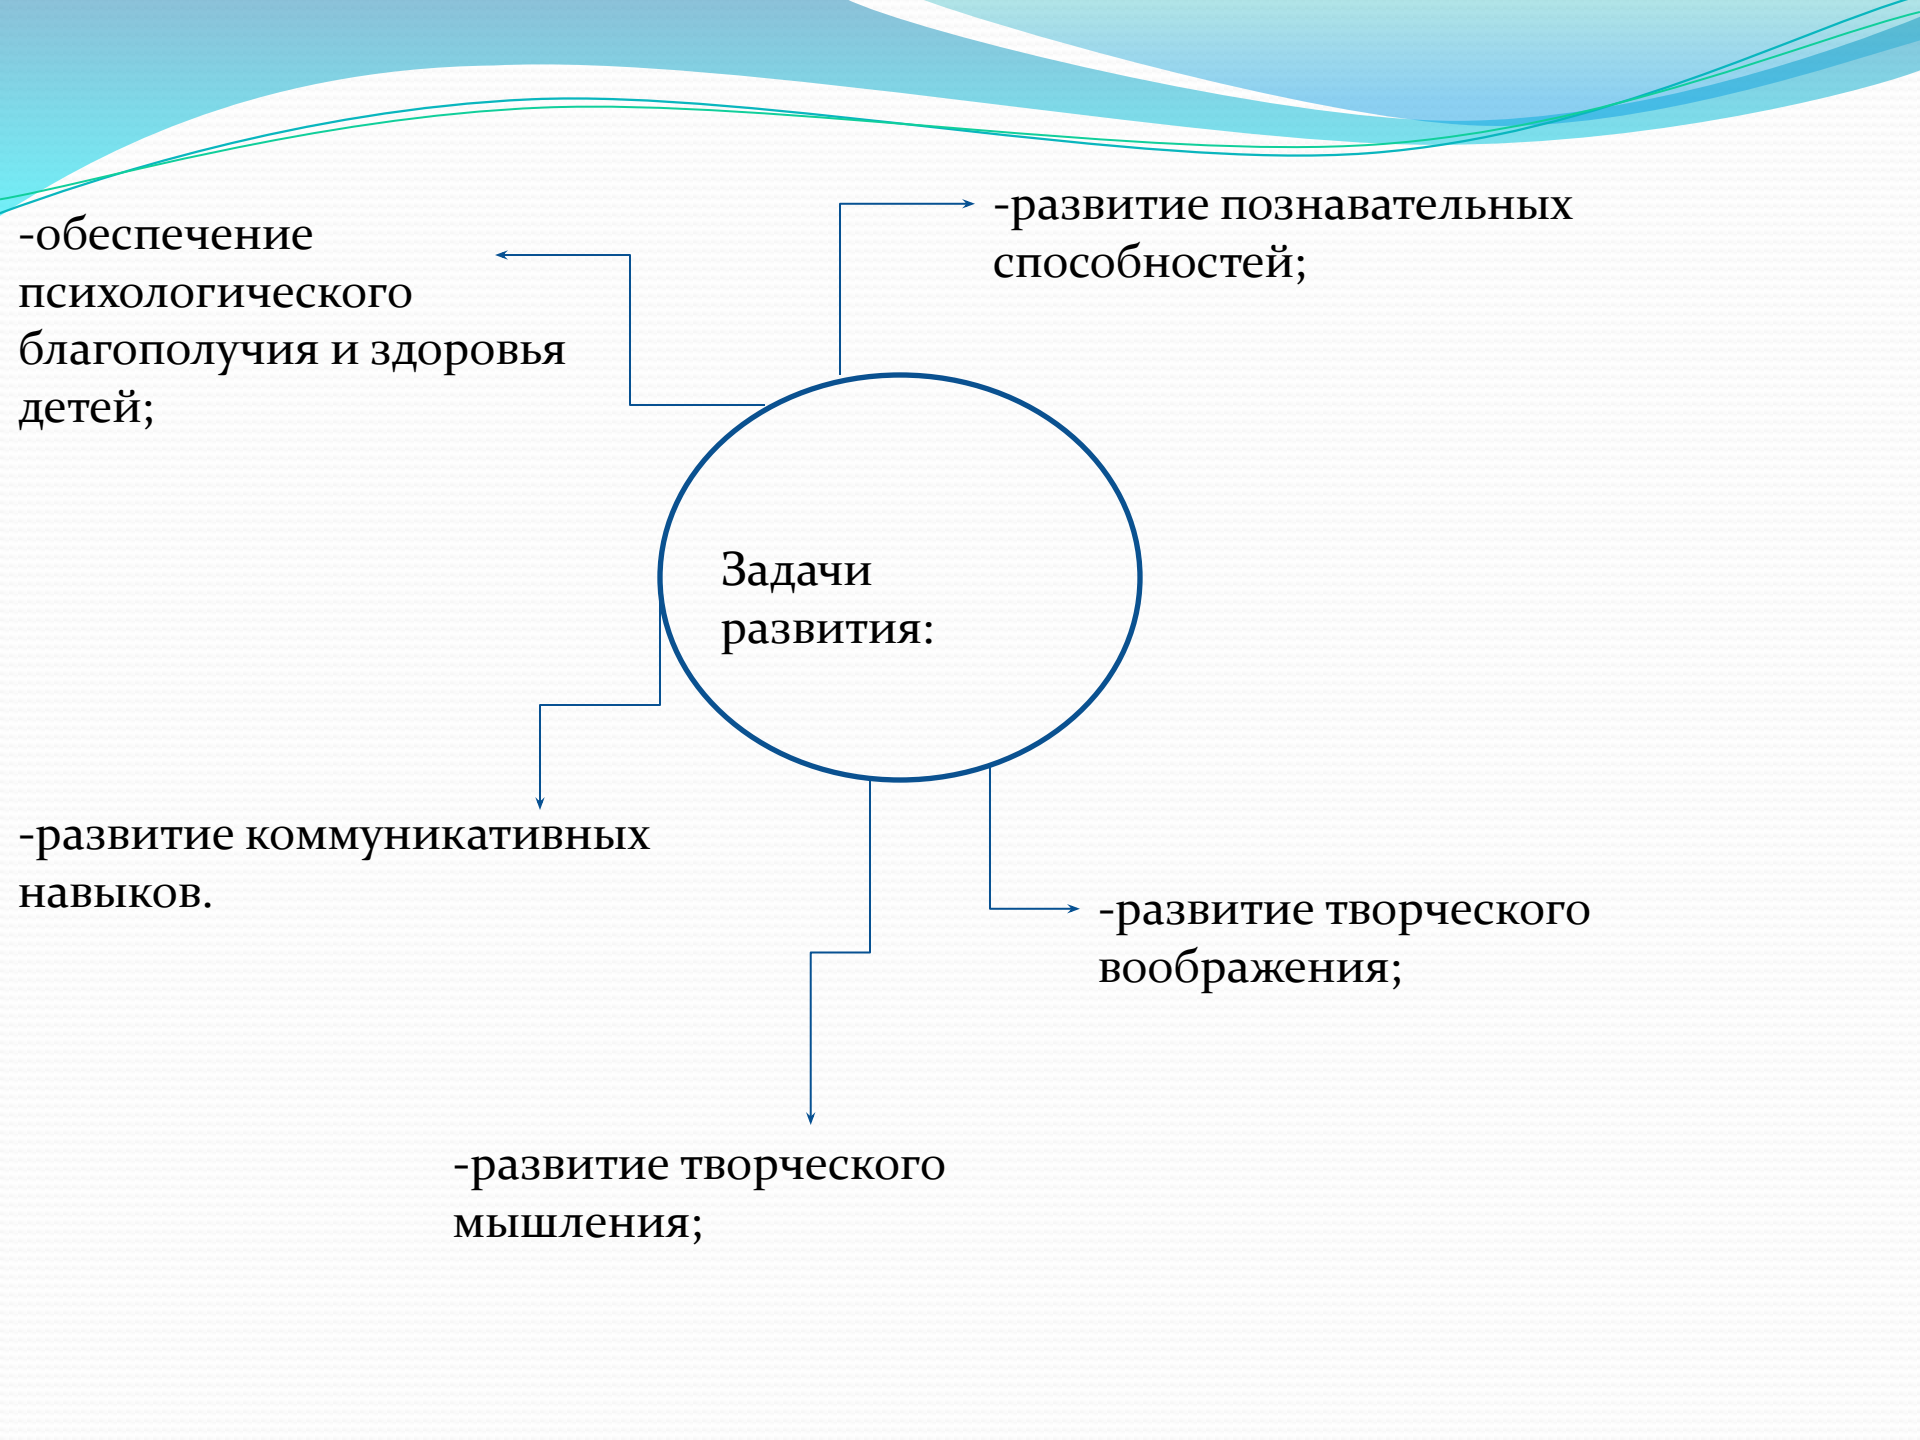 -обеспечение
психологического
благополучия и здоровья
детей;
-развитие познавательных
способностей;
Задачи
развития:
-развитие коммуникативных
навыков.
-развитие творческого
воображения;
-развитие творческого
мышления;